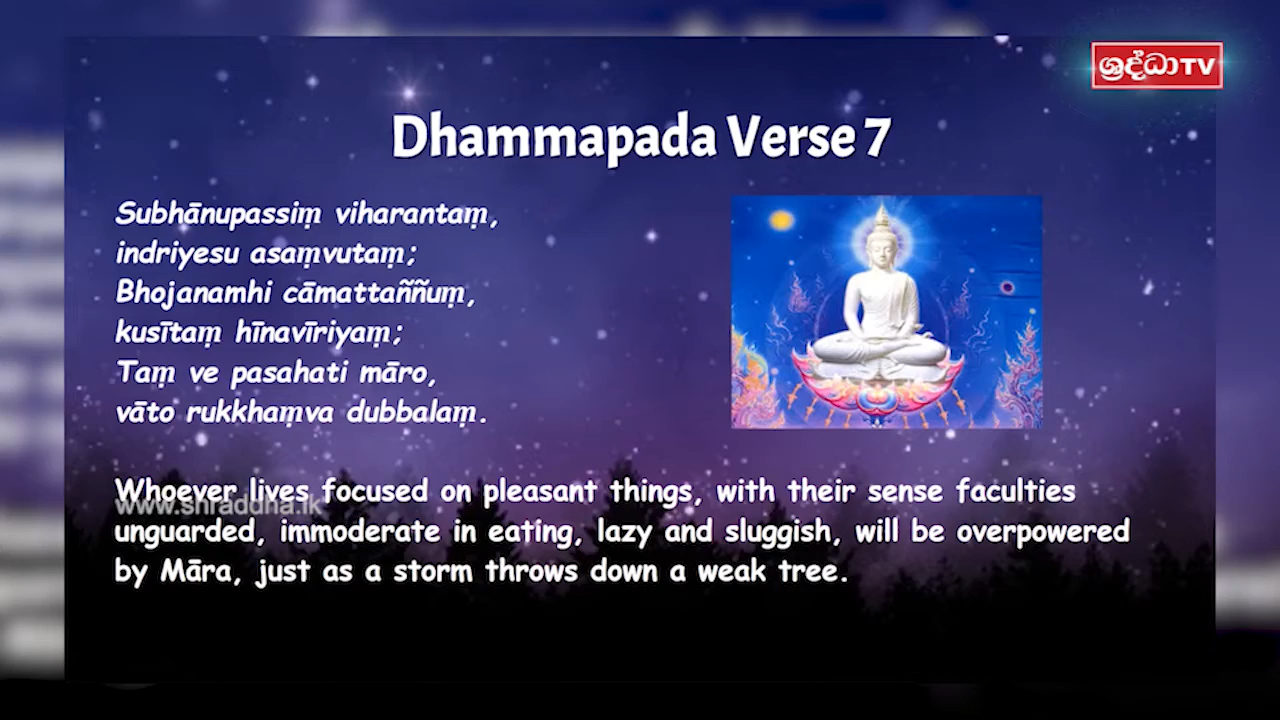 ශ්‍රද්ධාTV
Dhammapada Verse 7
Subhānupassiṃ viharantaṃ,
indriyesu asaṃvutaṃ;
Bhojanamhi cāmattaññuṃ,
kusītaṃ hīnavīriyaṃ;
Taṃ ve pasahati māro,
vāto rukkhaṃva dubbalaṃ.
Whoever lives focused on pleasant things, with their sense faculties
www.shraddha.lk
unguarded, immoderate in eating, lazy and sluggish, will be overpowered
by Māra, just as a storm throws down a weak tree.